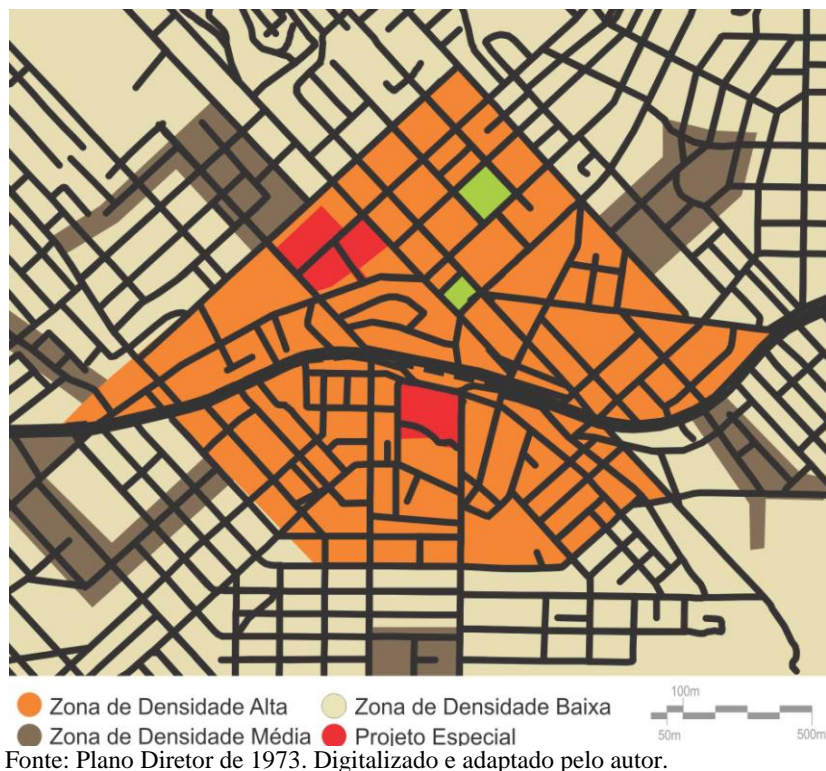 Zona de Densidade Alta
Zona de Densidade Baixa
100m
Zona de Densidade Média
Projeto Especial
50m
500m
Fonte: Plano Diretor de 1973. Digitalizado e adaptado pelo autor.